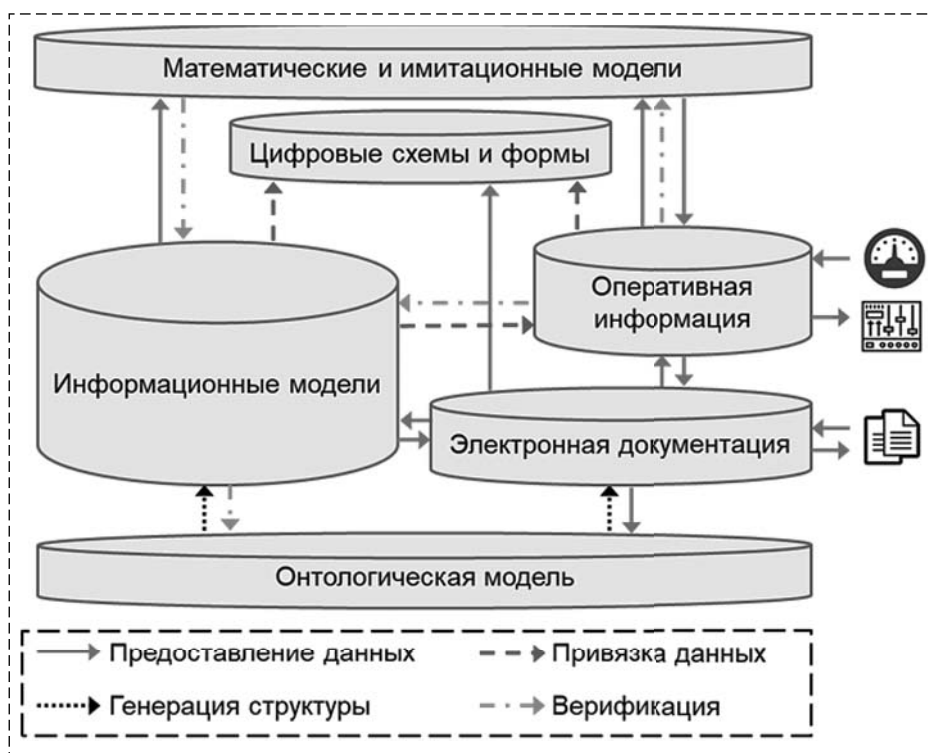 Математические и имитационные модели
Цифровые схемы и формы
Оперативная
информация
Информационные модели
Электронная документация
Онтологическая модель
Предоставление данных
Привязка данных
Генерация структуры
Верификация